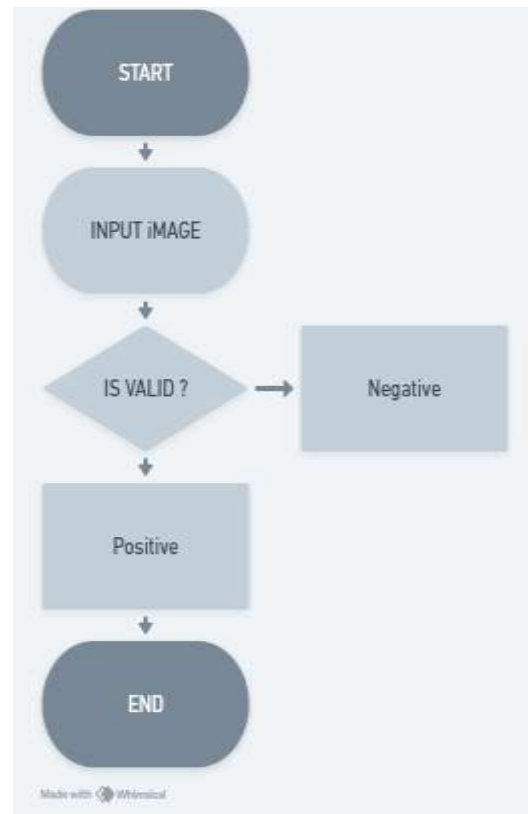 START
INPUT iMAGE
IS VALID ?
Negative
Positive
END
Made with Whimsical